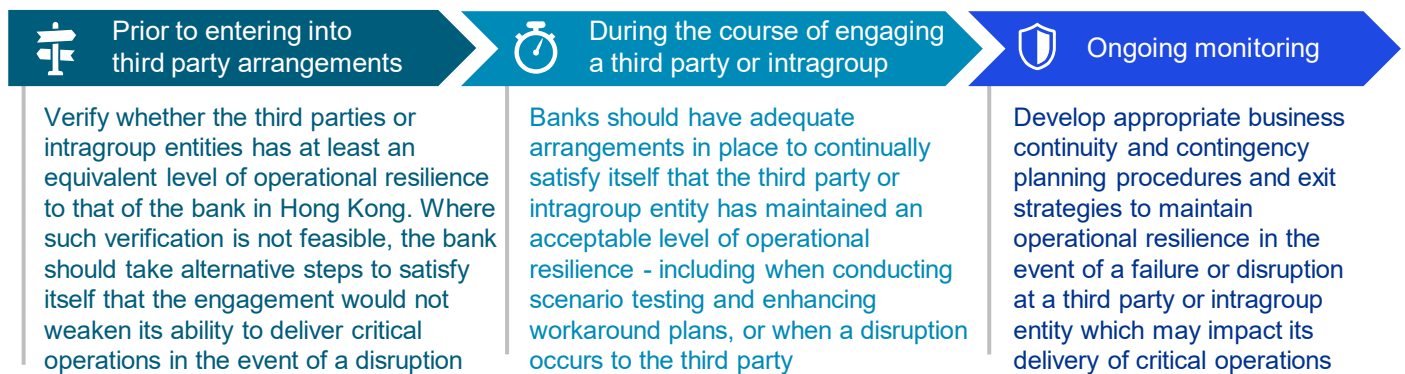 Prior to entering into
third party arrangements
Verify whether the third parties or
intragroup entities has at least an
equivalent level of operational resilience
to that of the bank in Hong Kong. Where
such verification is not feasible, the bank
should take alternative steps to satisfy
itself that the engagement would not
weaken its ability to deliver critical
operations in the event of a disruption
During the course of engaging
a third party or intragroup
Banks should have adequate
arrangements in place to continually
satisfy itself that the third party or
intragroup entity has maintained an
acceptable level of operational
resilience - including when conducting
scenario testing and enhancing
workaround plans, or when a disruption
occurs to the third party
Ongoing monitoring
Develop appropriate business
continuity and contingency
planning procedures and exit
strategies to maintain
operational resilience in the
event of a failure or disruption
at a third party or intragroup
entity which may impact its
delivery of critical operations